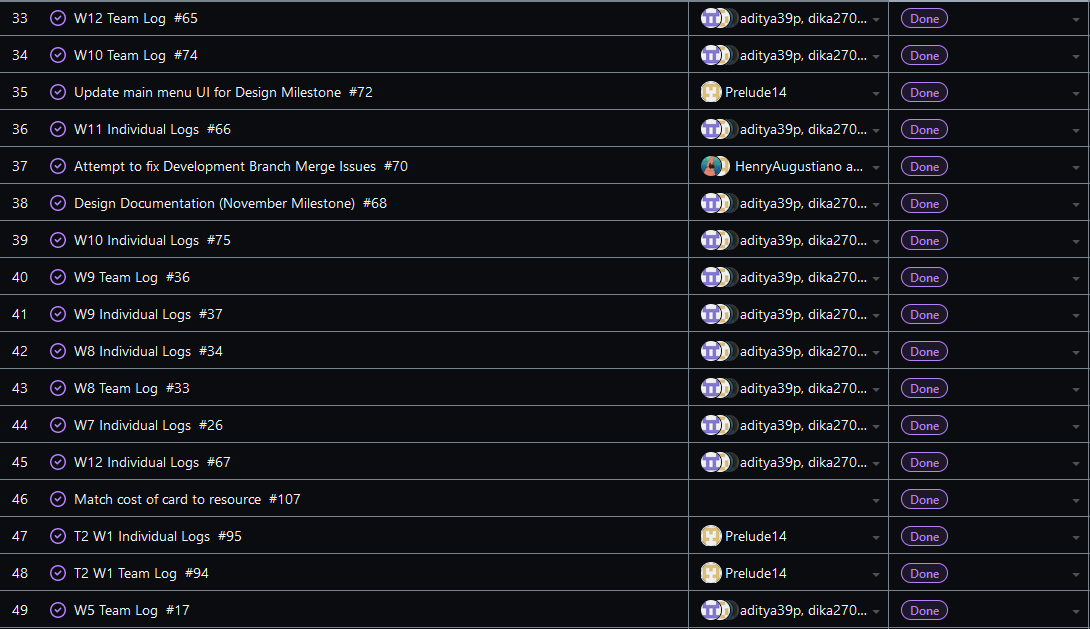 33 W12 Team Log #65 aditya39p, dika270... Done
34 W10 Team Log #74 aditya39p, dika270... Done
35 Update main menu UI for Design Milestone #72 Prelude14 Done
36 W11 Individual Logs #66 aditya39p, dika270... Done
37 Attempt to fix Development Branch Merge Issues #70 HenryAugustiano a... Done
38 Design Documentation (November Milestone) #68 aditya39p, dika270... Done
39 W10 Individual Logs #75 aditya39p, dika270... Done
40 W9 Team Log #36 aditya39p, dika270... Done
41 W9 Individual Logs #37 aditya39p, dika270... Done
42 W8 Individual Logs #34 aditya39p, dika270... Done
43 W8 Team Log #33 aditya39p, dika270... Done
44 W7 Individual Logs #26 aditya39p, dika270... Done
45 W12 Individual Logs #67 aditya39p, dika270... Done
46 Match cost of card to resource #107 Done
47 T2 W1 Individual Logs #95 Prelude14 Done
48 T2 W1 Team Log #94 Prelude14 Done
49 W5 Team Log #17 aditya39p, dika270... Done